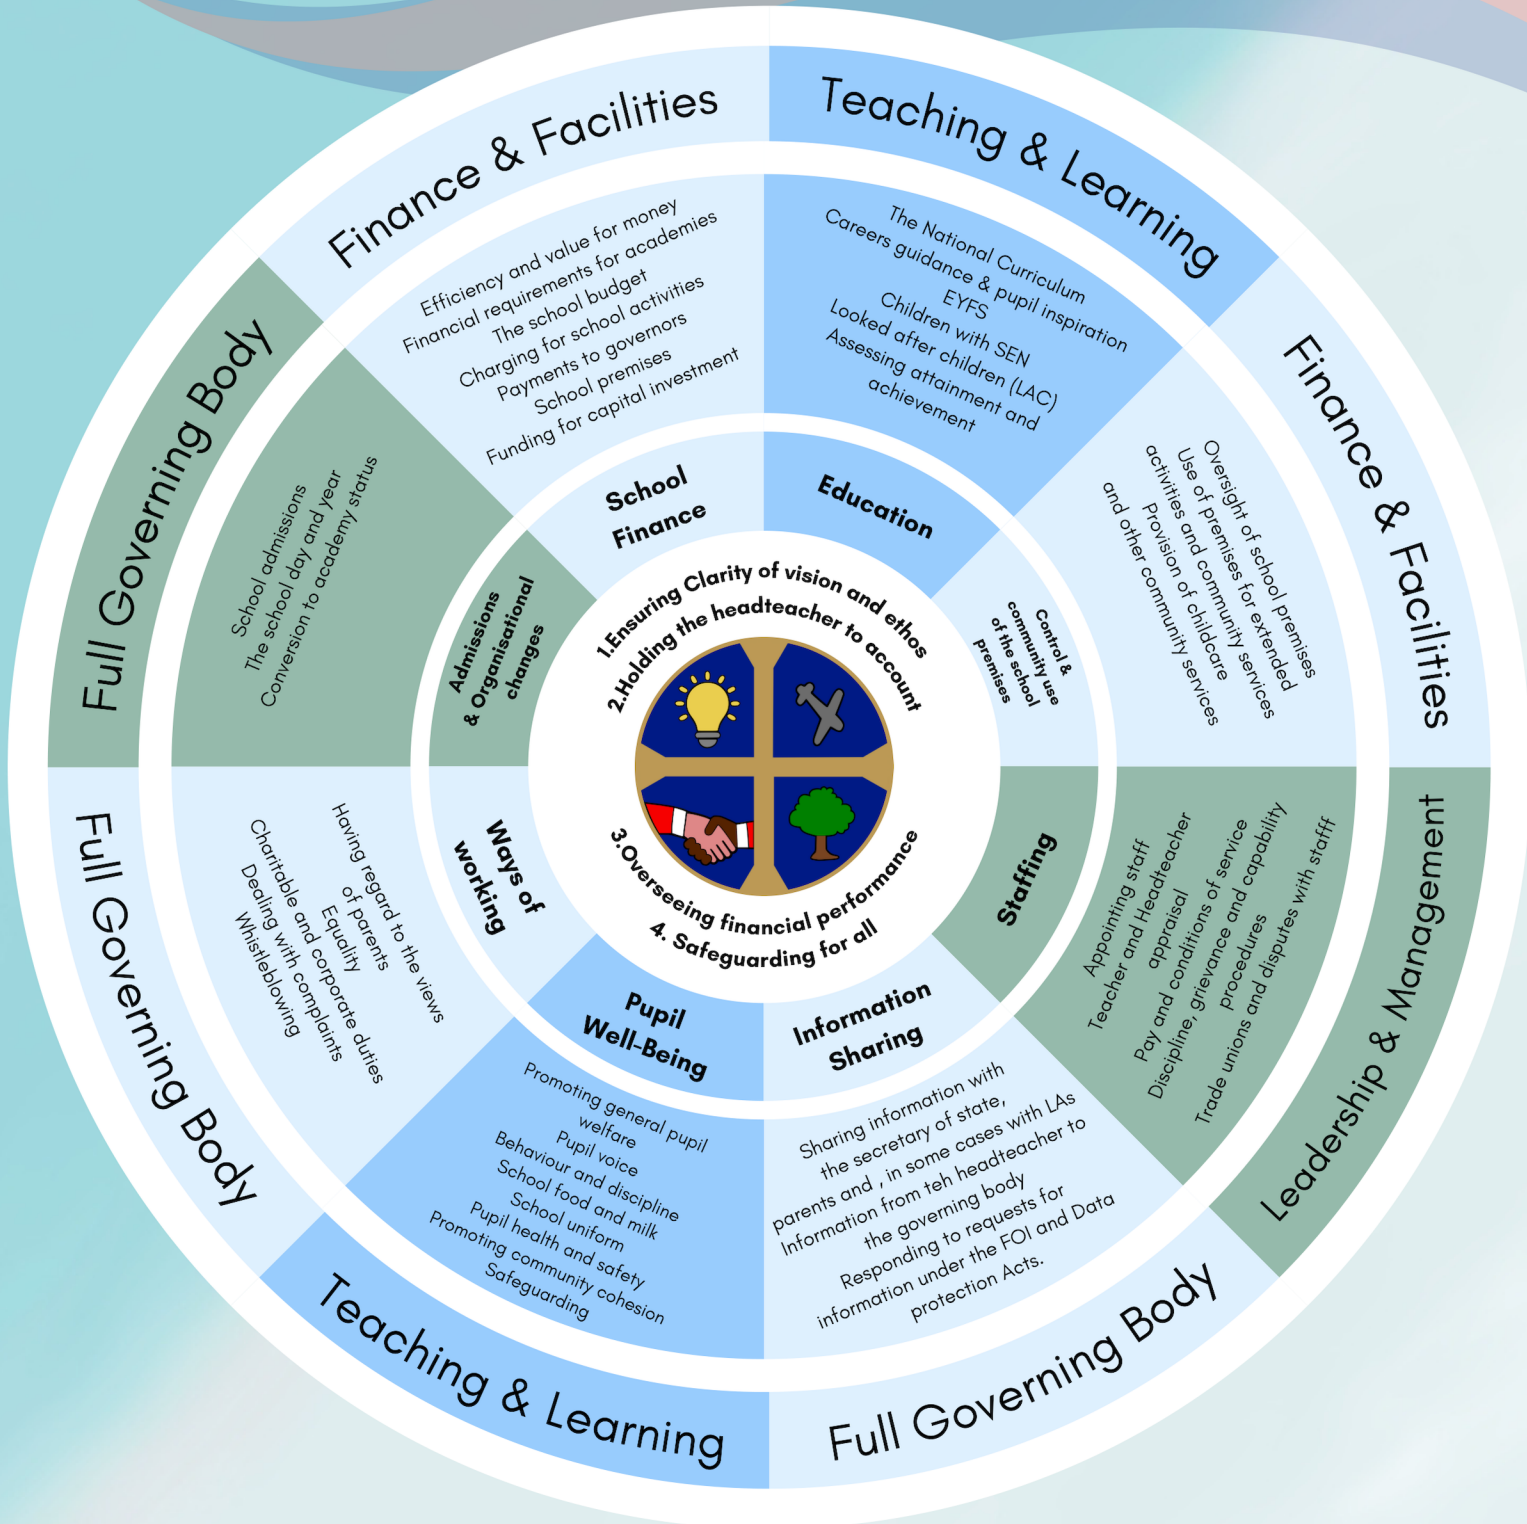 Teaching & Learning
The National Curriculum
Careers guidance & pupil inspiration
EYFS
Children with SEN
Looked after children (LAC)
Assessing attainment and
achievement
Education
Finance & Facilities
Oversight of school premises
Use of premises for extended
activities and community services
Provision of childcare
and other community services
Control &
community use
of the school
premises
Leadership & Management
Appointing staff
Teacher and Headteacher
appraisal
Pay and conditions of service
Discipline, grievance and capability
procedures
Trade unions and disputes with stafff
Staffing
Full Governing Body
Sharing information with
the secretary of state,
parents and , in some cases with LAs
Information from teh headteacher to
the governing body
Responding to requests for
information under the FOI and Data
protection Acts.
Information
Sharing
Teaching & Learning
Promoting general pupil
welfare
Pupil voice
Behaviour and discipline
School food and milk
School uniform
Pupil health and safety
Promoting community cohesion
Safeguarding
Pupil
Well-Being
Full Governing Body
Having regard to the views
of parents
Equality
Charitable and corporate duties
Dealing with complaints
Whistleblowing
Ways of
working
Full Governing Body
School admissions
The school day and year
Conversion to academy status
Admissions
& Organisational
changes
Finance & Facilities
Efficiency and value for money
Financial requirements for academies
The school budget
Charging for school activities
Payments to governors
School premises
Funding for capital investment
School
Finance
1.Ensuring Clarity of vision and ethos
2.Holding the headteacher to account
3.Overseeing financial performance
4. Safeguarding for all